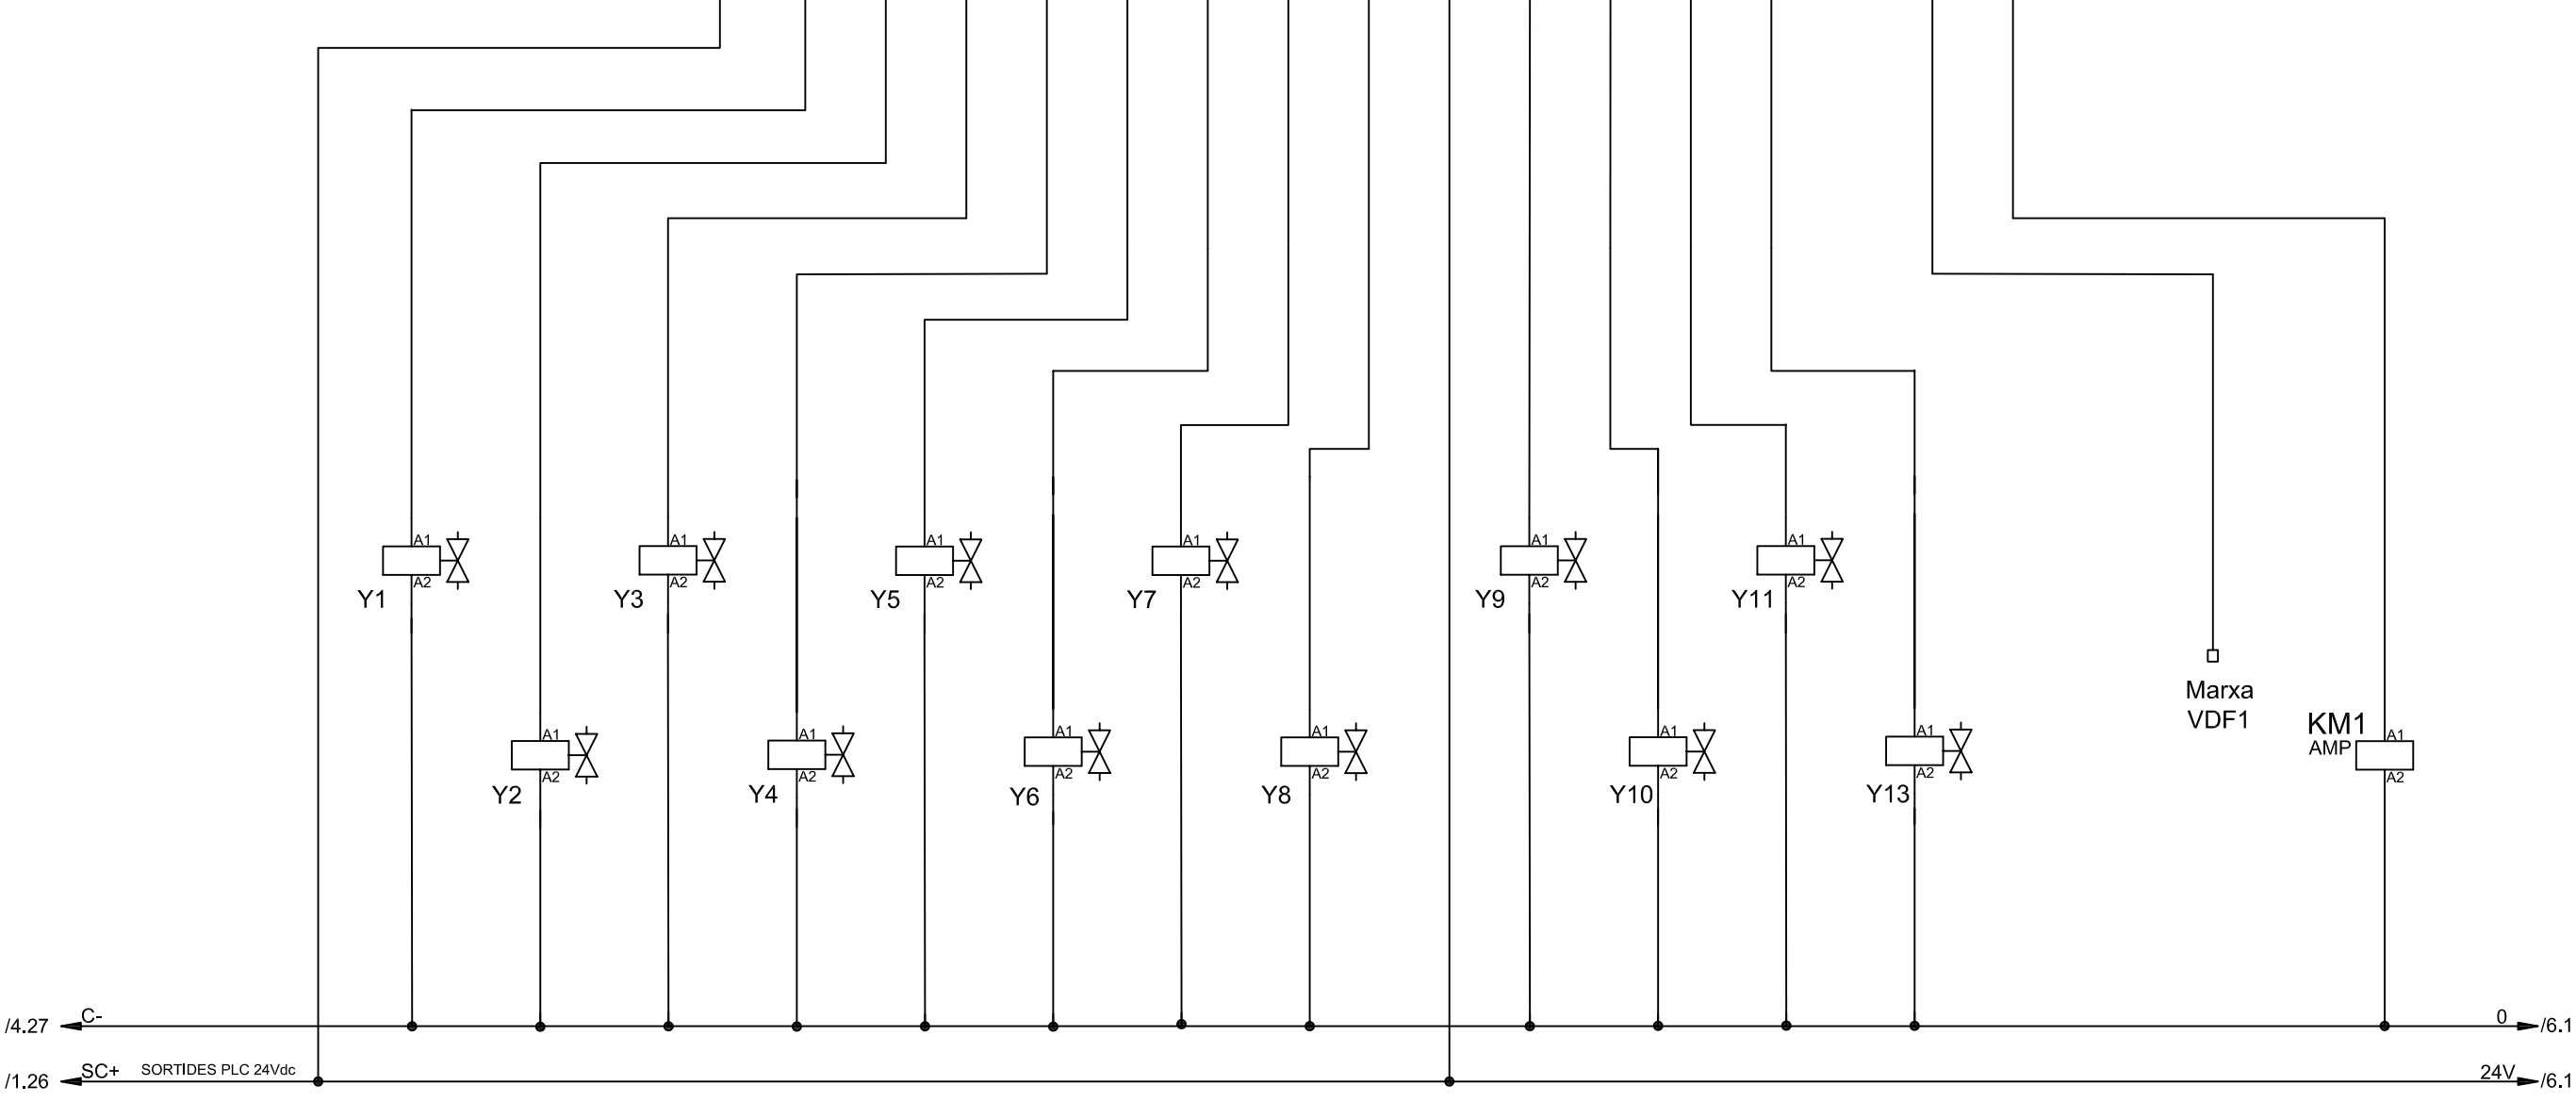 A1 A1 A1 A1 A1 A1
A2 A2 A2 A2 A2 A2
Y1 Y3 Y5 Y7 Y9 Y11
Marxa
VDF1
KM1
AMP
A1 A1 A1 A1 A1 A1 A1
A2 A2 A2 A2 A2 A2 A2
Y2 Y4 Y6 Y8 Y10 Y13
/4.27 C- 0 /6.1
/1.26 SC+ SORTIDES PLC 24Vdc 24V /6.1